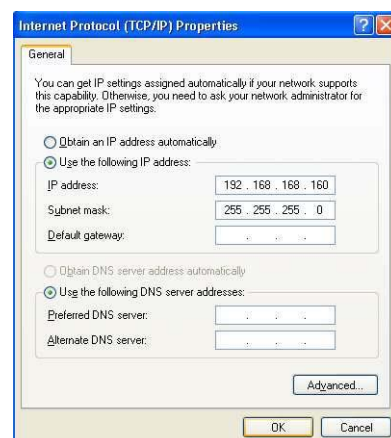 Internet Protocol (TCP/IP) Properties
General
You can get IP settings assigned automatically if your network supports
this capability. Otherwise, you need to ask your network administrator for
the appropriate IP settings.
Obtain an IP address automatically
Use the following IP address:
IP address: 192 . 168 . 168 . 160
Subnet mask: 255 . 255 . 255 . 0
Default gateway: . . .
Obtain DNS server address automatically
Use the following DNS server addresses:
Preferred DNS server: . . .
Alternate DNS server: . . .
Advanced...
OK Cancel